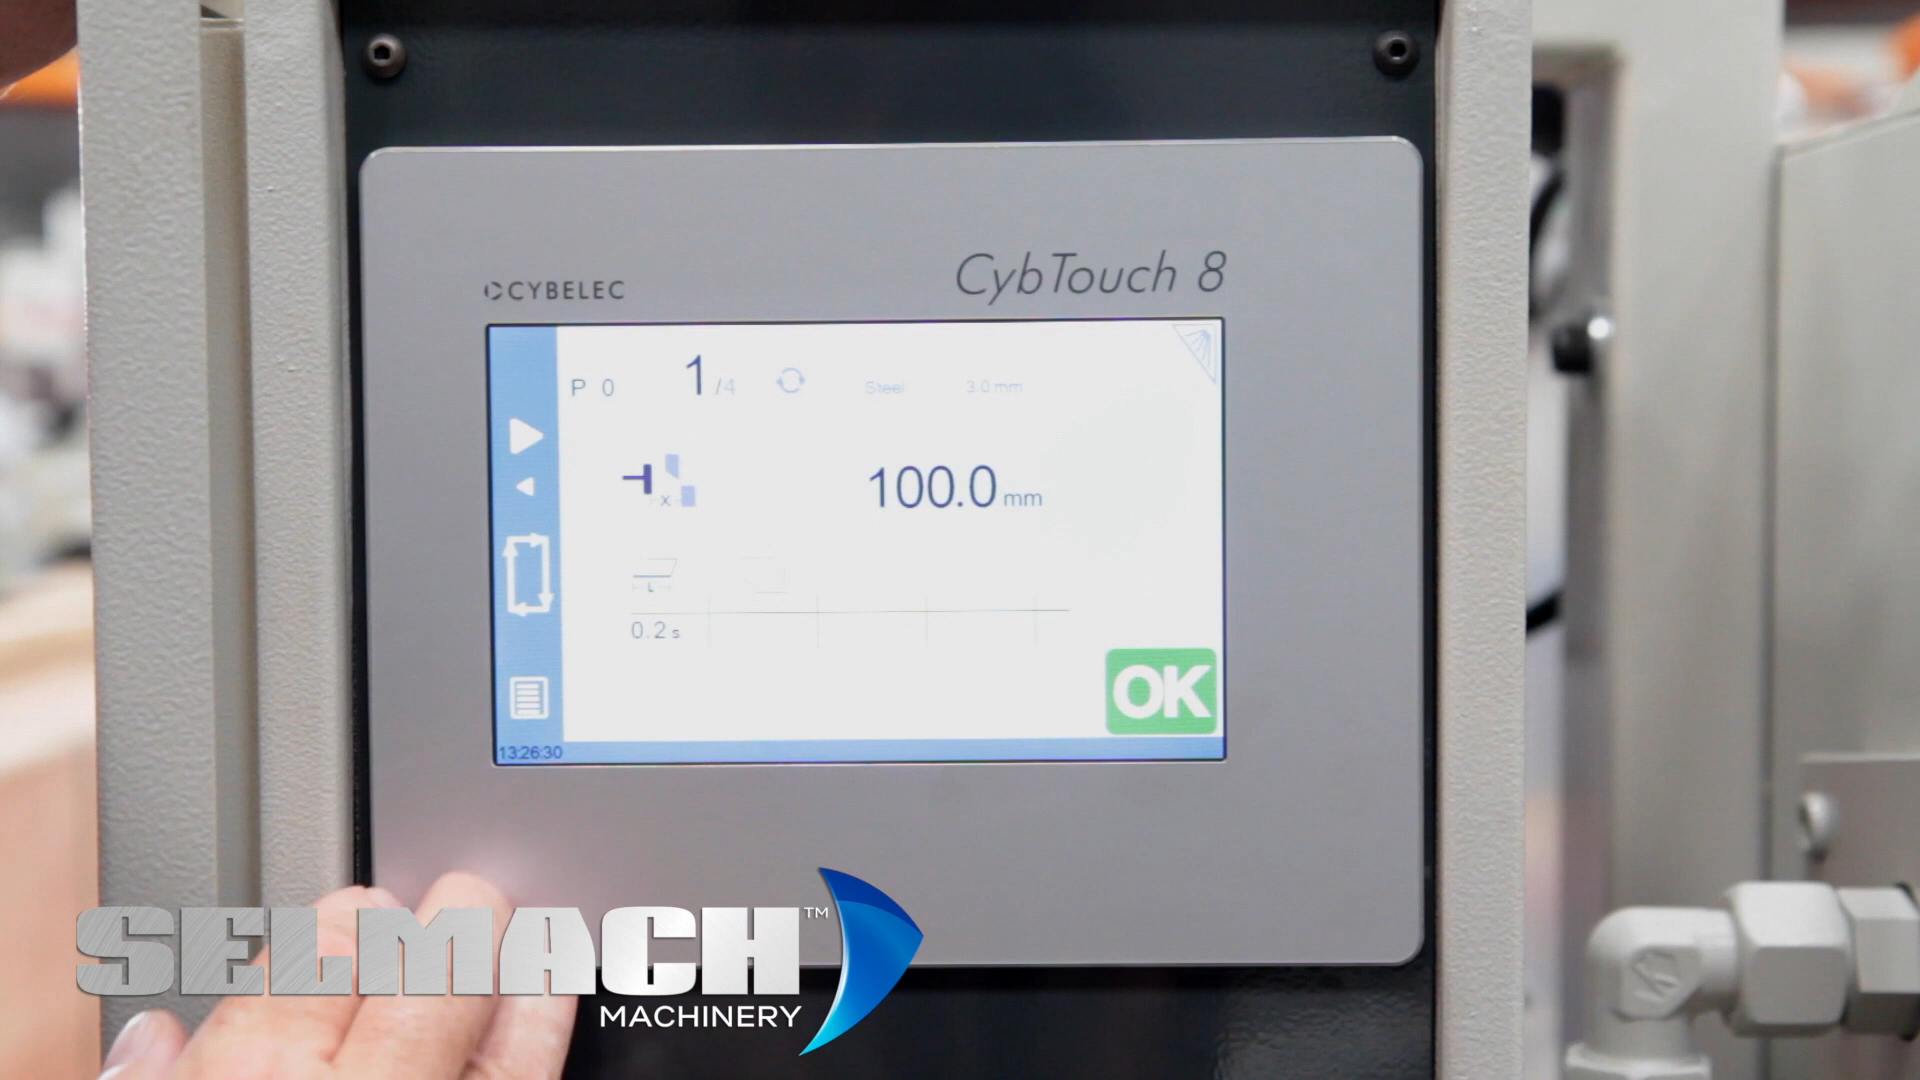 CYBELEC
CybTouch 8
P 0 1/4 Steel 3.0 mm
X 100.0 mm
L
0.2 s
OK
13:26:30
SELMACH™
MACHINERY